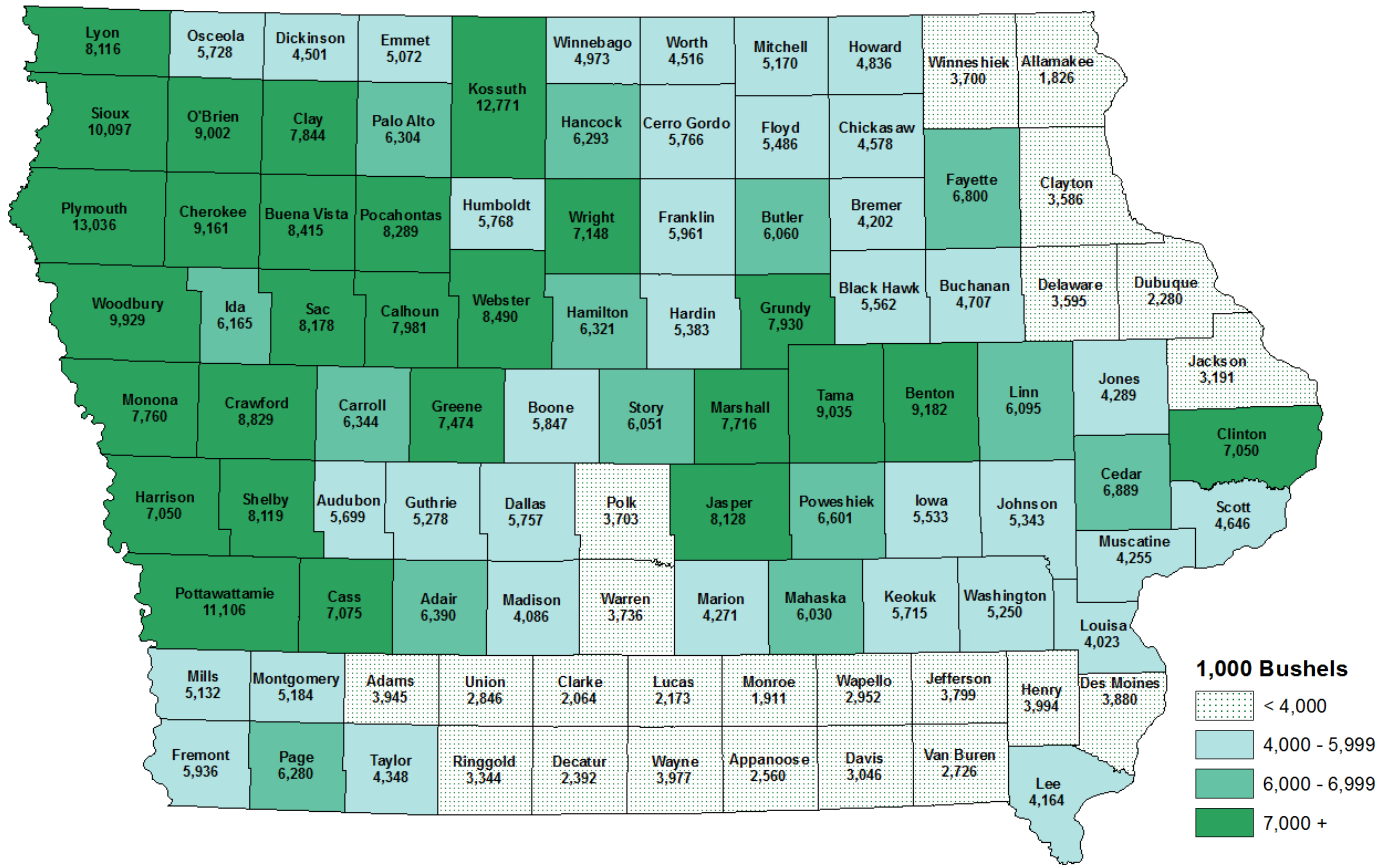 Lyon
8,116
Osceola
5,728
Dickinson
4,501
Emmet
5,072
Kossuth
12,771
Winnebago
4,973
Worth
4,516
Mitchell
5,170
Howard
4,836
Winneshiek
3,700
Allamakee
1,826
Sioux
10,097
O'Brien
9,002
Clay
7,844
Palo Alto
6,304
Hancock
6,293
Cerro Gordo
5,766
Floyd
5,486
Chickasaw
4,578
Fayette
6,800
Clayton
3,586
Plymouth
13,036
Cherokee
9,161
Buena Vista
8,415
Pocahontas
8,289
Humboldt
5,768
Wright
7,148
Franklin
5,961
Butler
6,060
Bremer
4,202
Woodbury
9,929
Ida
6,165
Sac
8,178
Calhoun
7,981
Webster
8,490
Hamilton
6,321
Hardin
5,383
Grundy
7,930
Black Hawk
5,562
Buchanan
4,707
Delaware
3,595
Dubuque
2,280
Monona
7,760
Crawford
8,829
Carroll
6,344
Greene
7,474
Boone
5,847
Story
6,051
Marshall
7,716
Tama
9,035
Benton
9,182
Linn
6,095
Jones
4,289
Jackson
3,191
Clinton
7,050
Harrison
7,050
Shelby
8,119
Audubon
5,699
Guthrie
5,278
Dallas
5,757
Polk
3,703
Jasper
8,128
Poweshiek
6,601
Iowa
5,533
Johnson
5,343
Cedar
6,889
Scott
4,646
Muscatine
4,255
Pottawattamie
11,106
Cass
7,075
Adair
6,390
Madison
4,086
Warren
3,736
Marion
4,271
Mahaska
6,030
Keokuk
5,715
Washington
5,250
Louisa
4,023
Mills
5,132
Montgomery
5,184
Adams
3,945
Union
2,846
Clarke
2,064
Lucas
2,173
Monroe
1,911
Wapello
2,952
Jefferson
3,799
Henry
3,994
Des Moines
3,880
Fremont
5,936
Page
6,280
Taylor
4,348
Ringgold
3,344
Decatur
2,392
Wayne
3,977
Appanoose
2,560
Davis
3,046
Van Buren
2,726
Lee
4,164
1,000 Bushels
< 4,000
4,000 - 5,999
6,000 - 6,999
7,000 +